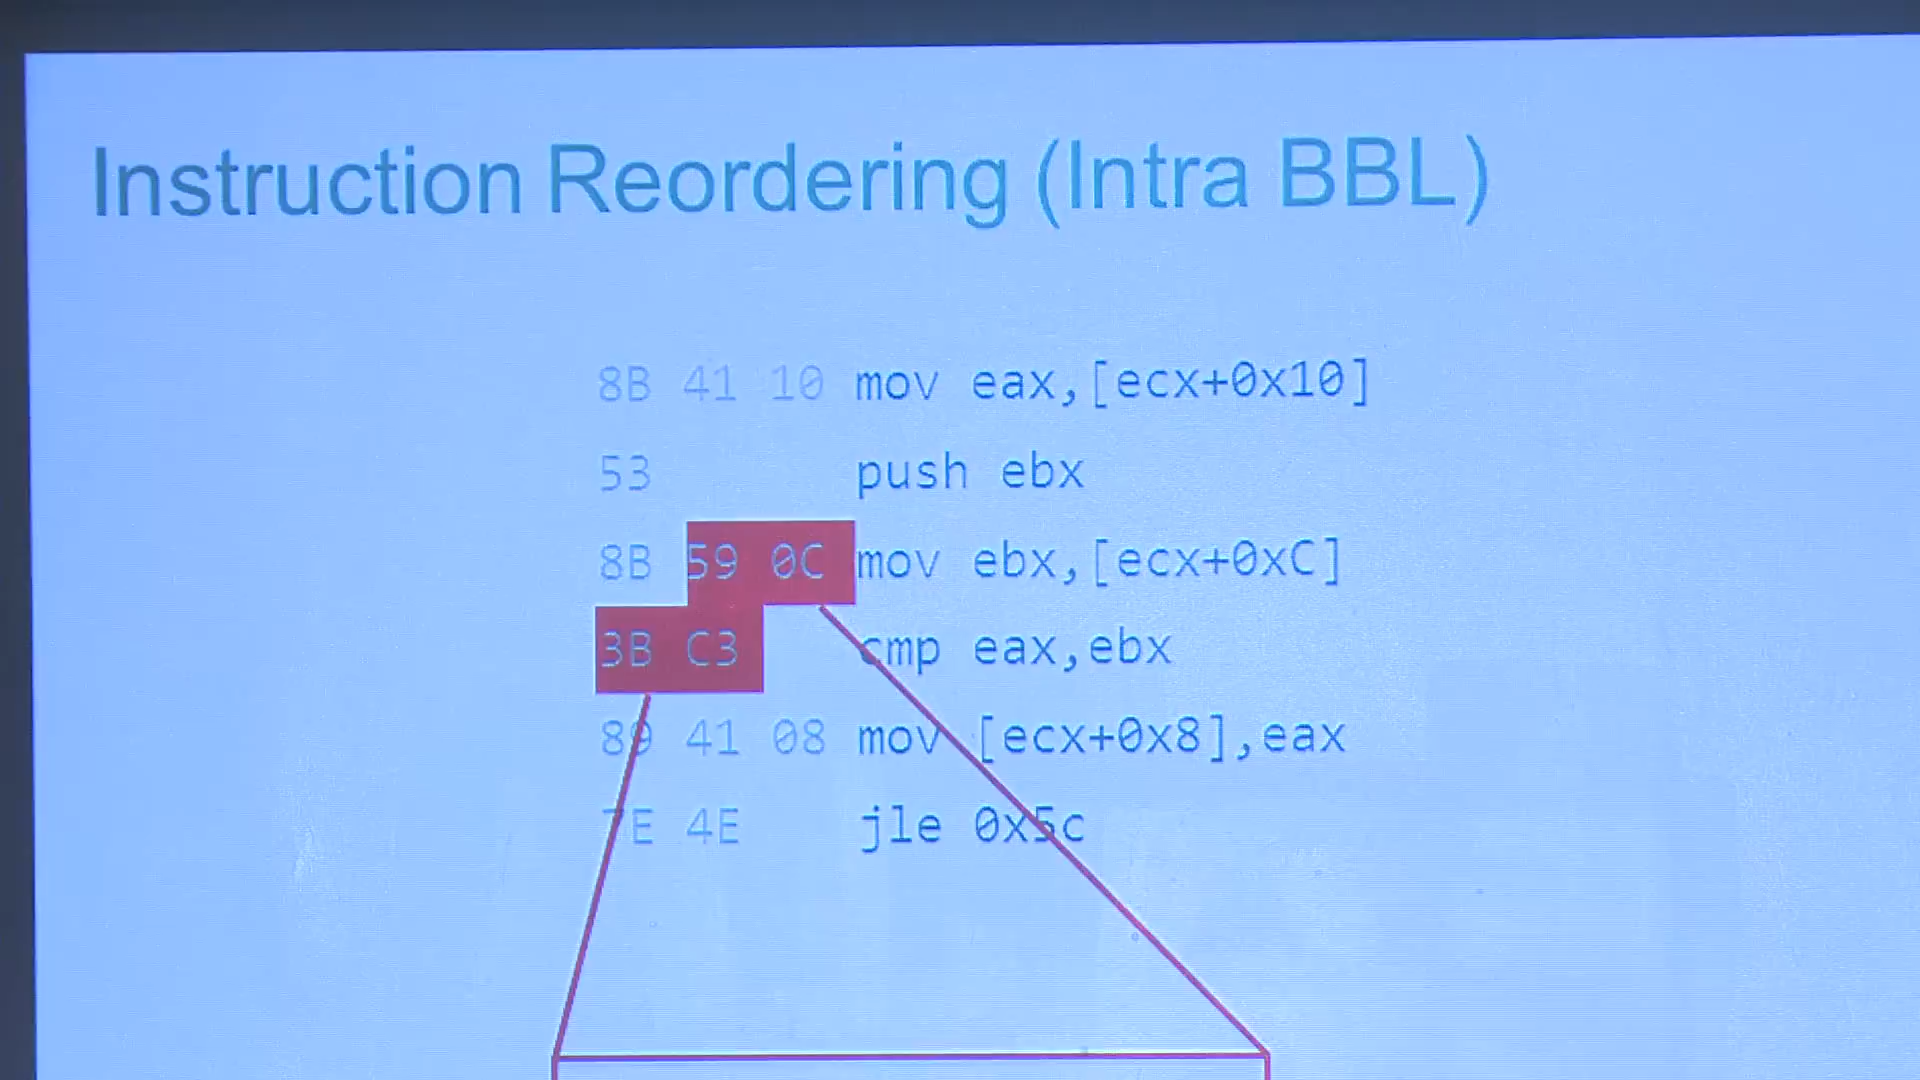 Instruction Reordering (Intra BBL)
8B 41 10 mov eax,[ecx+0x10]
53 push ebx
8B 59 0C mov ebx,[ecx+0xC]
3B C3 cmp eax,ebx
89 41 08 mov [ecx+0x8],eax
7E 4E jle 0x5c